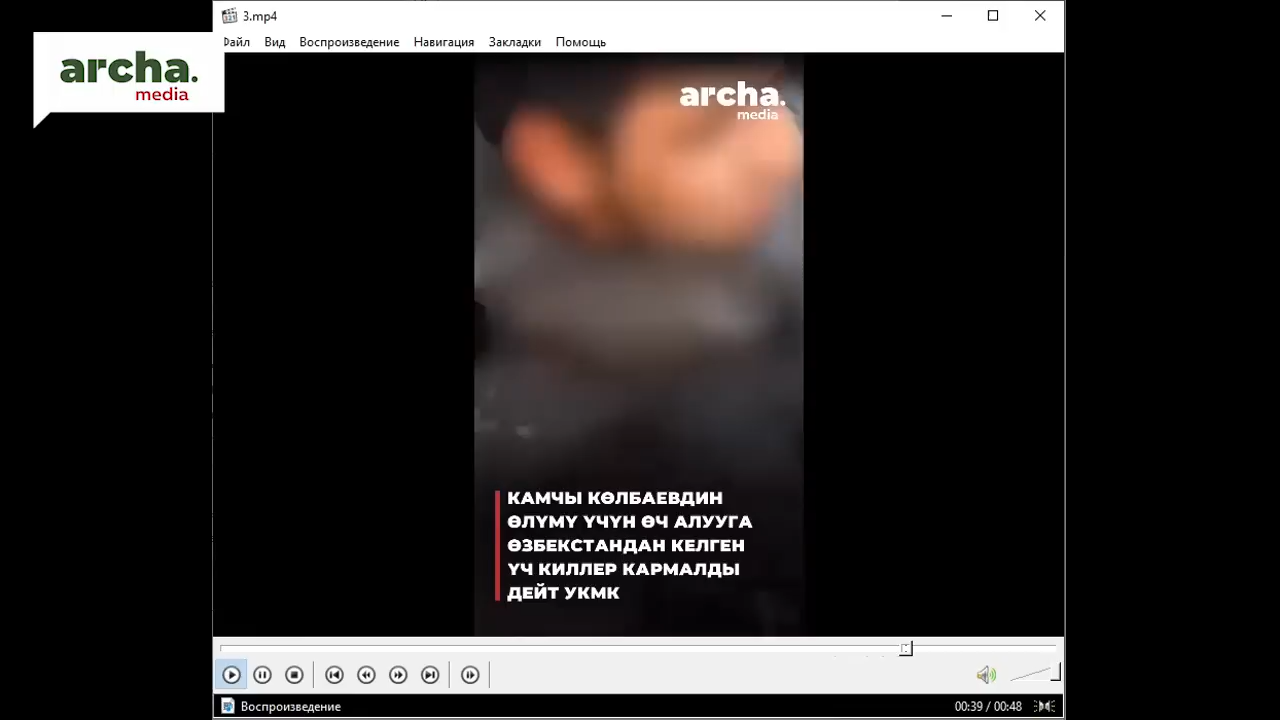 3.mp4
archa.
media
Файл Вид Воспроизведение Навигация Закладки Помощь
archa.
media
КАМЧЫ КӨЛБАЕВДИН
ӨЛҮМҮ ҮЧҮН ӨЧ АЛУУГА
ӨЗБЕКСТАНДАН КЕЛГЕН
ҮЧ КИЛЛЕР КАРМАЛДЫ
ДЕЙТ УКМК
Воспроизведение
00:39 / 00:48